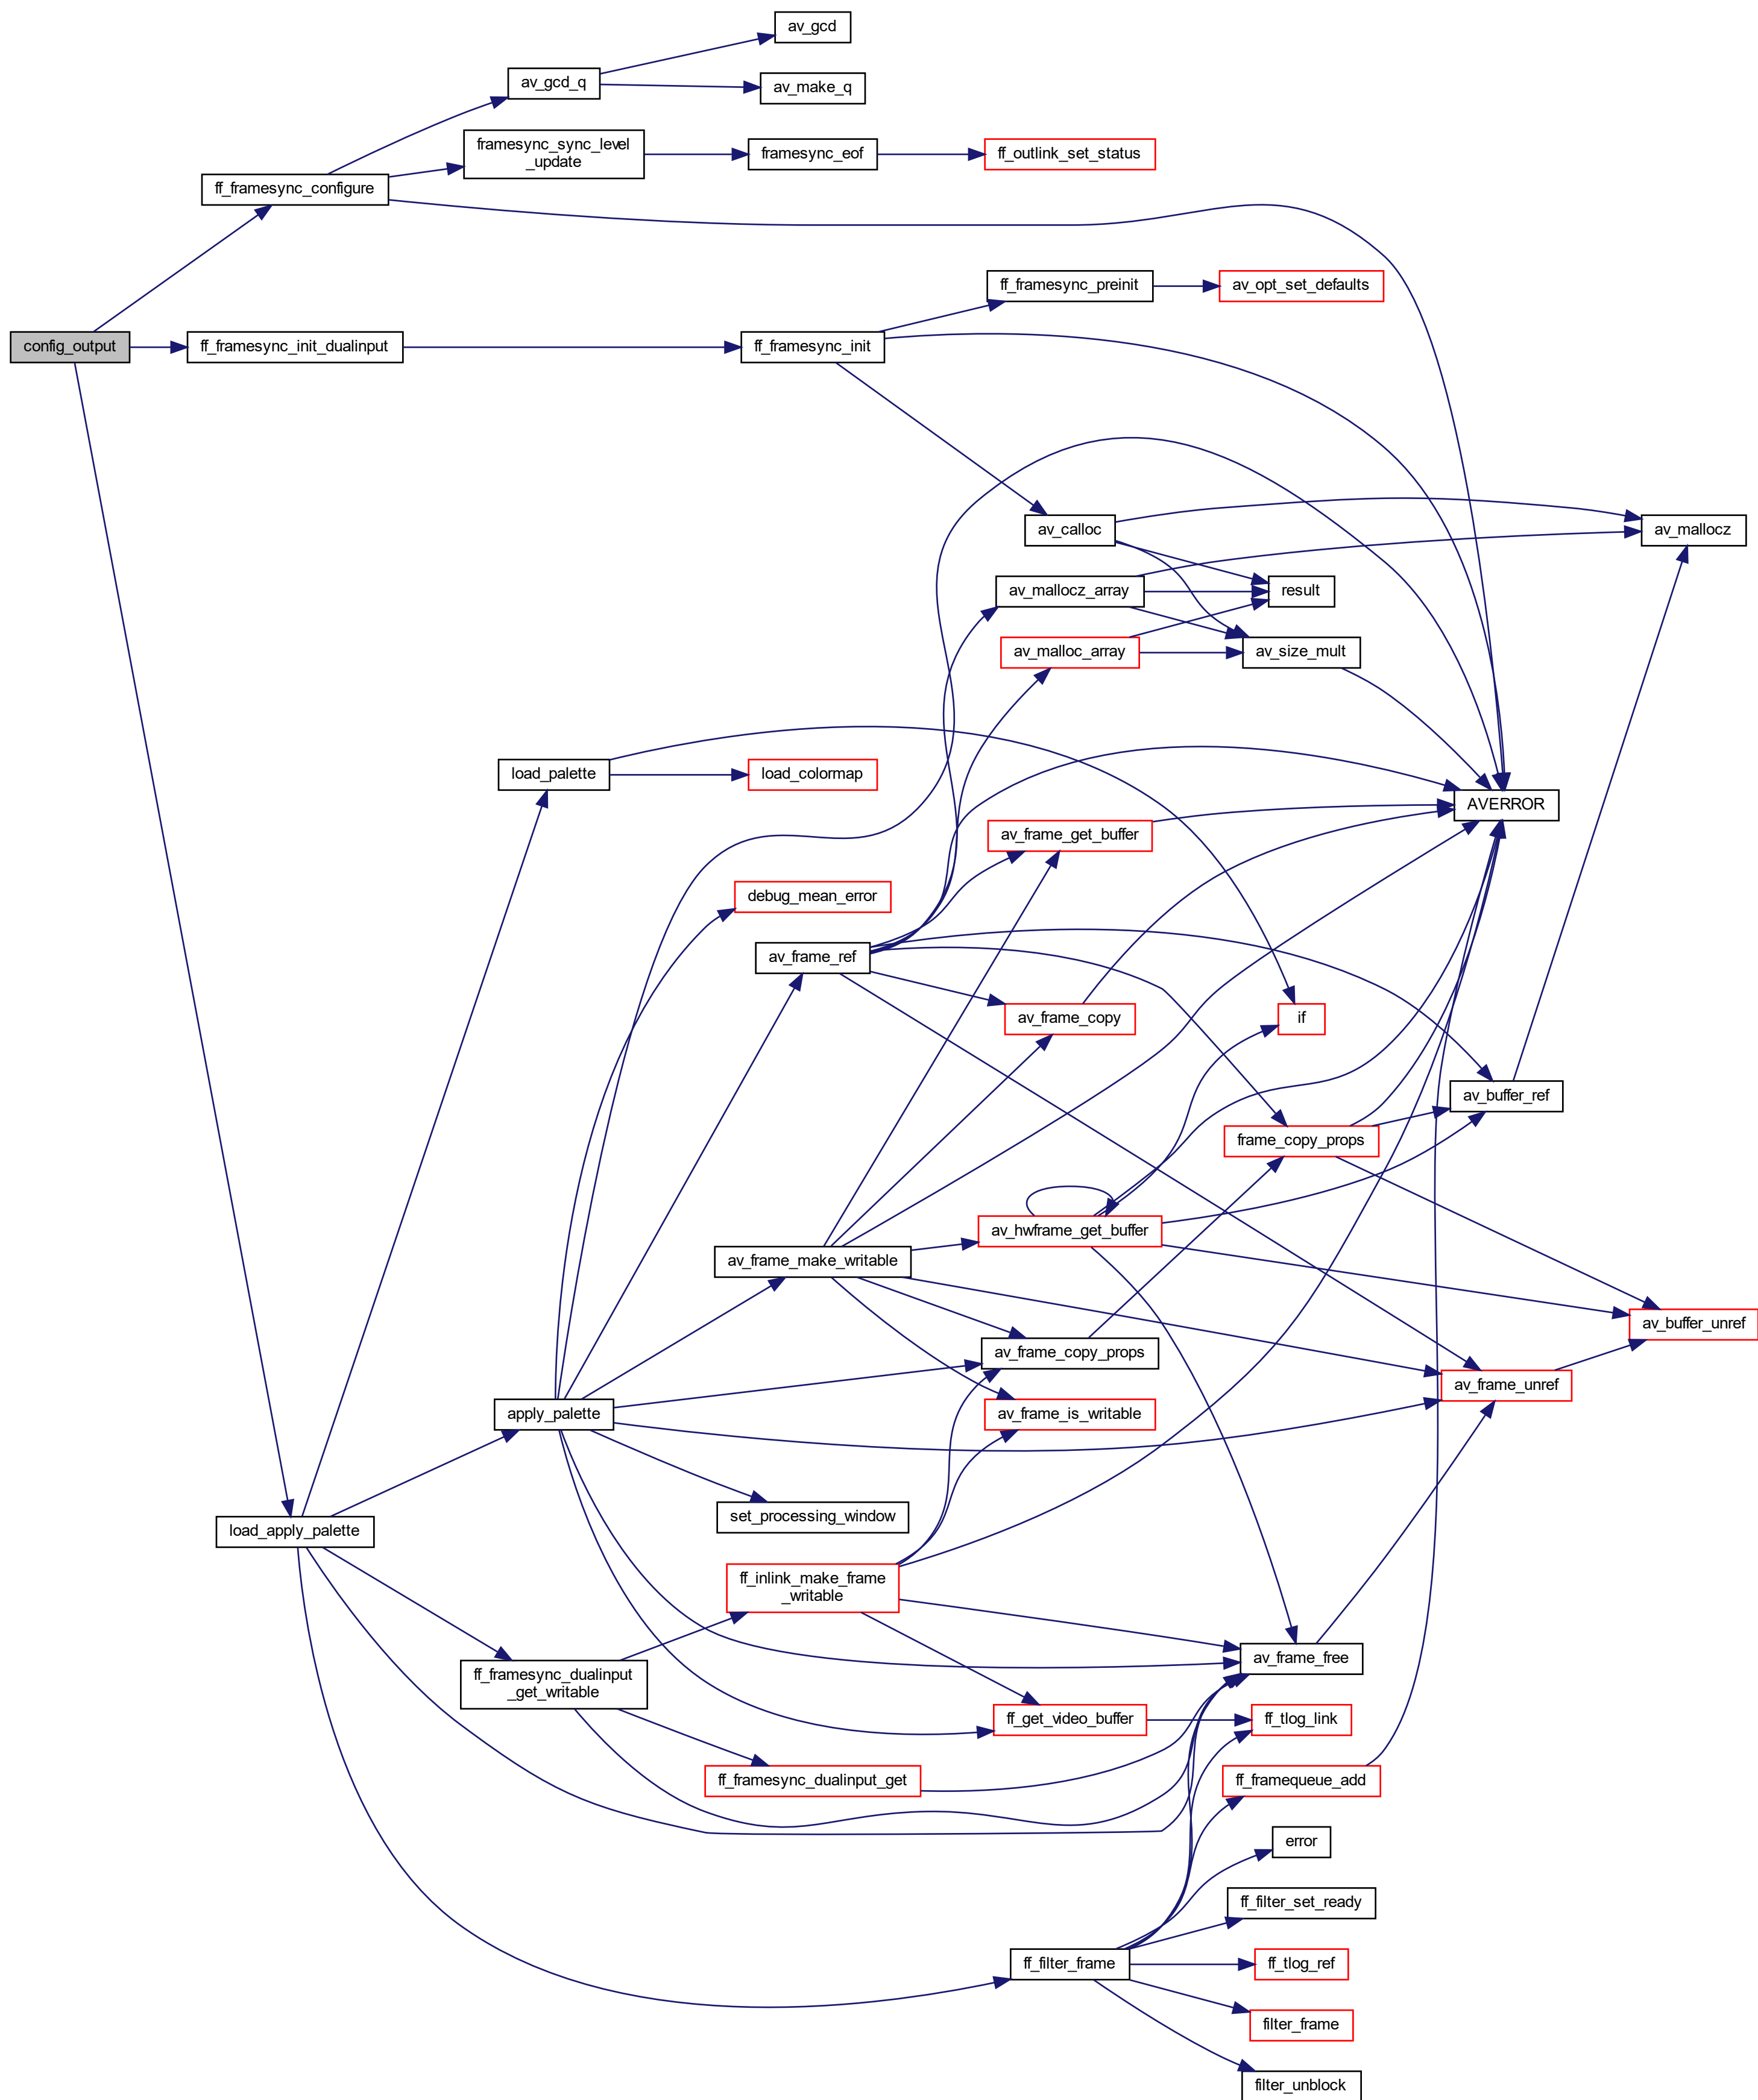 av_gcd
av_gcd_q
av_make_q
framesync_sync_level
_update
framesync_eof
ff_outlink_set_status
ff_framesync_configure
ff_framesync_preinit
av_opt_set_defaults
config_output
ff_framesync_init_dualinput
ff_framesync_init
av_calloc
av_mallocz
av_mallocz_array
result
av_malloc_array
av_size_mult
load_palette
load_colormap
AVERROR
av_frame_get_buffer
debug_mean_error
av_frame_ref
av_frame_copy
if
av_buffer_ref
frame_copy_props
av_hwframe_get_buffer
av_frame_make_writable
av_buffer_unref
av_frame_copy_props
av_frame_unref
apply_palette
av_frame_is_writable
set_processing_window
load_apply_palette
ff_inlink_make_frame
_writable
av_frame_free
ff_framesync_dualinput
_get_writable
ff_get_video_buffer
ff_tlog_link
ff_framesync_dualinput_get
ff_framequeue_add
error
ff_filter_set_ready
ff_filter_frame
ff_tlog_ref
filter_frame
filter_unblock